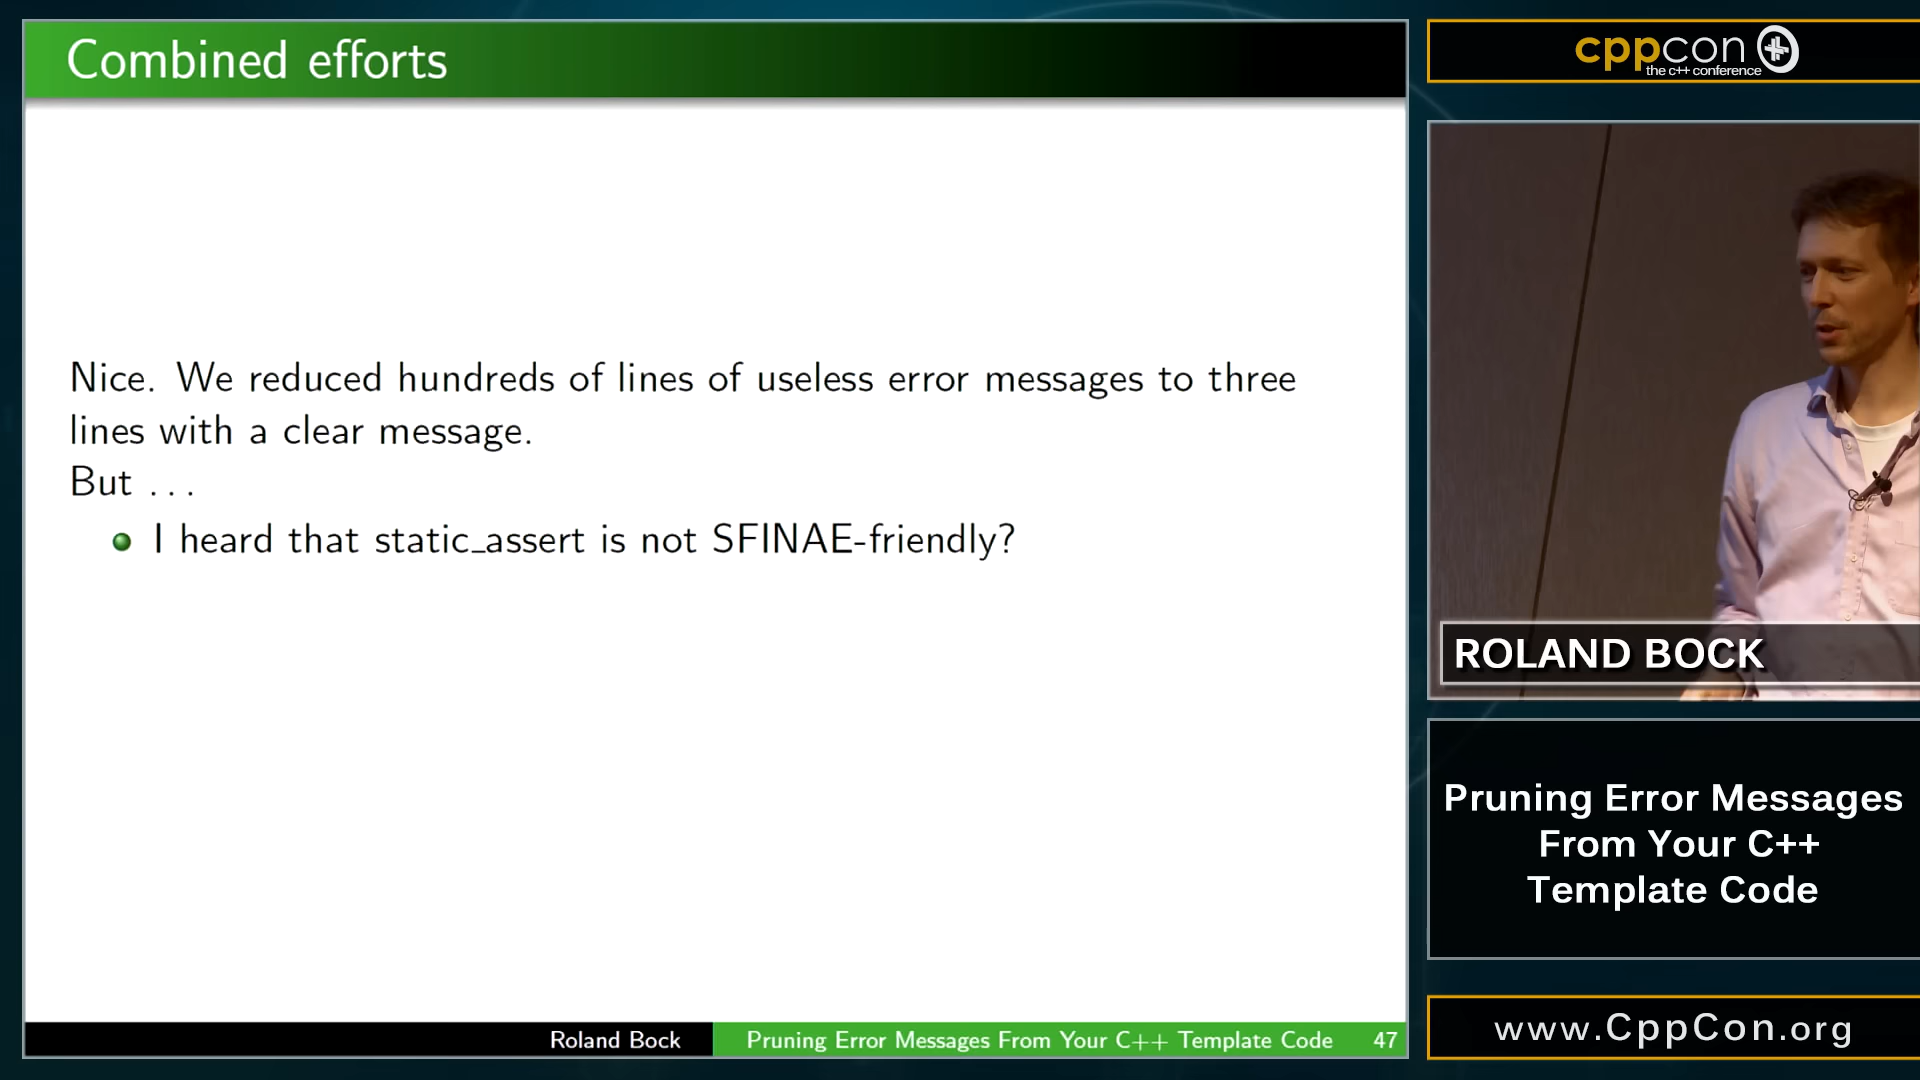 Combined efforts
Nice. We reduced hundreds of lines of useless error messages to three
lines with a clear message.
But ...
I heard that static_assert is not SFINAE-friendly?
Roland Bock
Pruning Error Messages From Your C++ Template Code
47
cppcon
the c++ conference
ROLAND BOCK
Pruning Error Messages
From Your C++
Template Code
www.CppCon.org